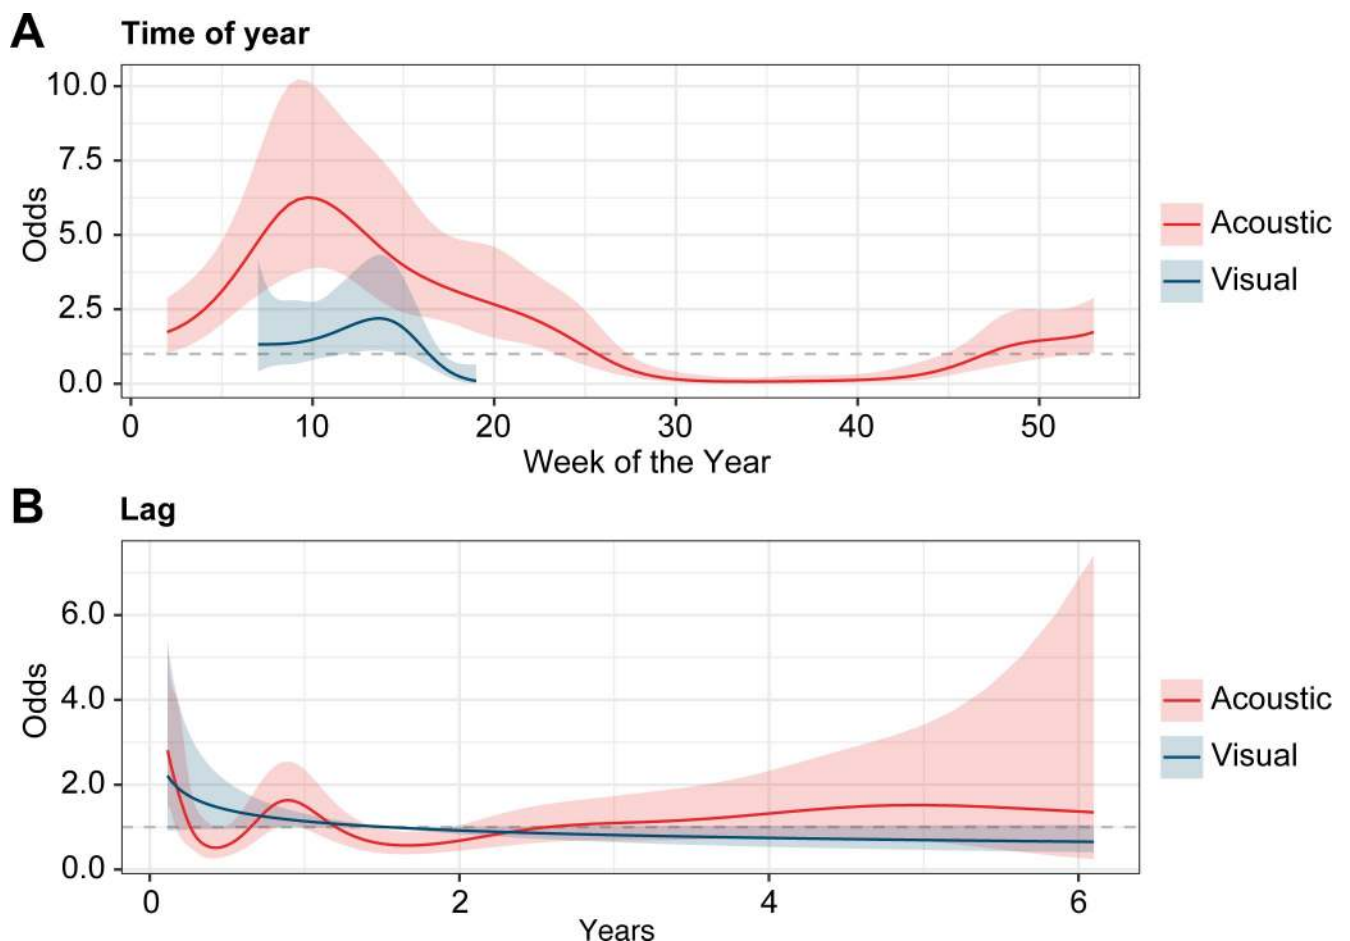 A Time of year
10.0
7.5
5.0
2.5
0.0
Odds
0 10 20 30 40 50
Week of the Year
Acoustic
Visual
B Lag
6.0
4.0
2.0
0.0
Odds
0 2 4 6
Years
Acoustic
Visual